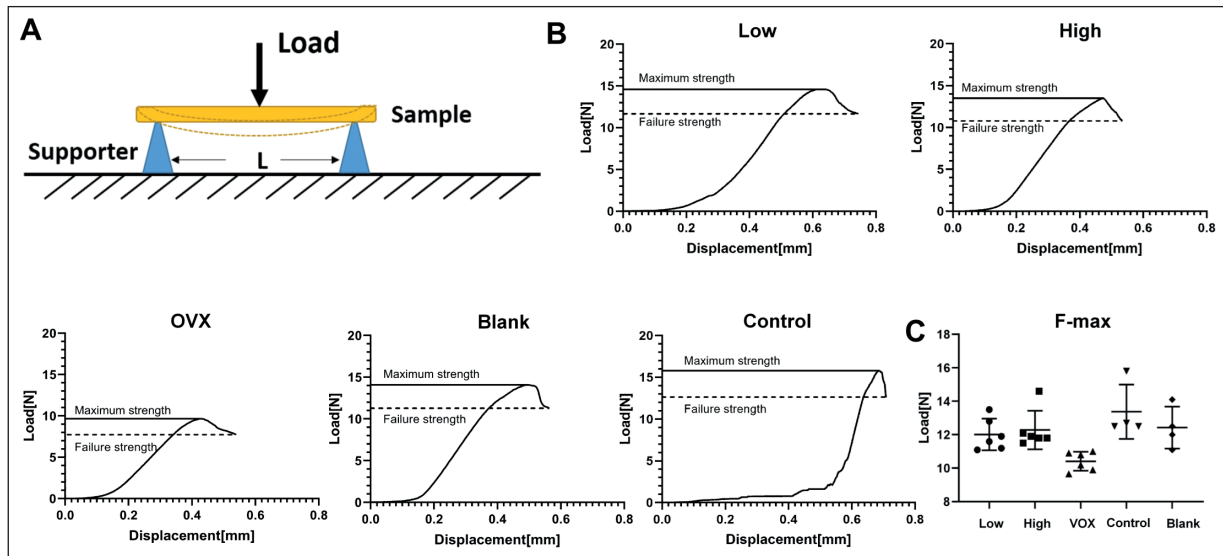 A
Load
Sample
Supporter
L
B
Low
Load[N]
20
15
10
5
0
Maximum strength
Failure strength
0.0 0.2 0.4 0.6 0.8
Displacement[mm]
High
Load[N]
20
15
10
5
0
Maximum strength
Failure strength
0.0 0.2 0.4 0.6 0.8
Displacement[mm]
OVX
Load[N]
20
15
10
5
0
Maximum strength
Failure strength
0.0 0.2 0.4 0.6 0.8
Displacement[mm]
Blank
Load[N]
20
15
10
5
0
Maximum strength
Failure strength
0.0 0.2 0.4 0.6 0.8
Displacement[mm]
Control
Load[N]
20
15
10
5
0
Maximum strength
Failure strength
0.0 0.2 0.4 0.6 0.8
Displacement[mm]
C
F-max
Load[N]
18
16
14
12
10
8
Low High VOX Control Blank